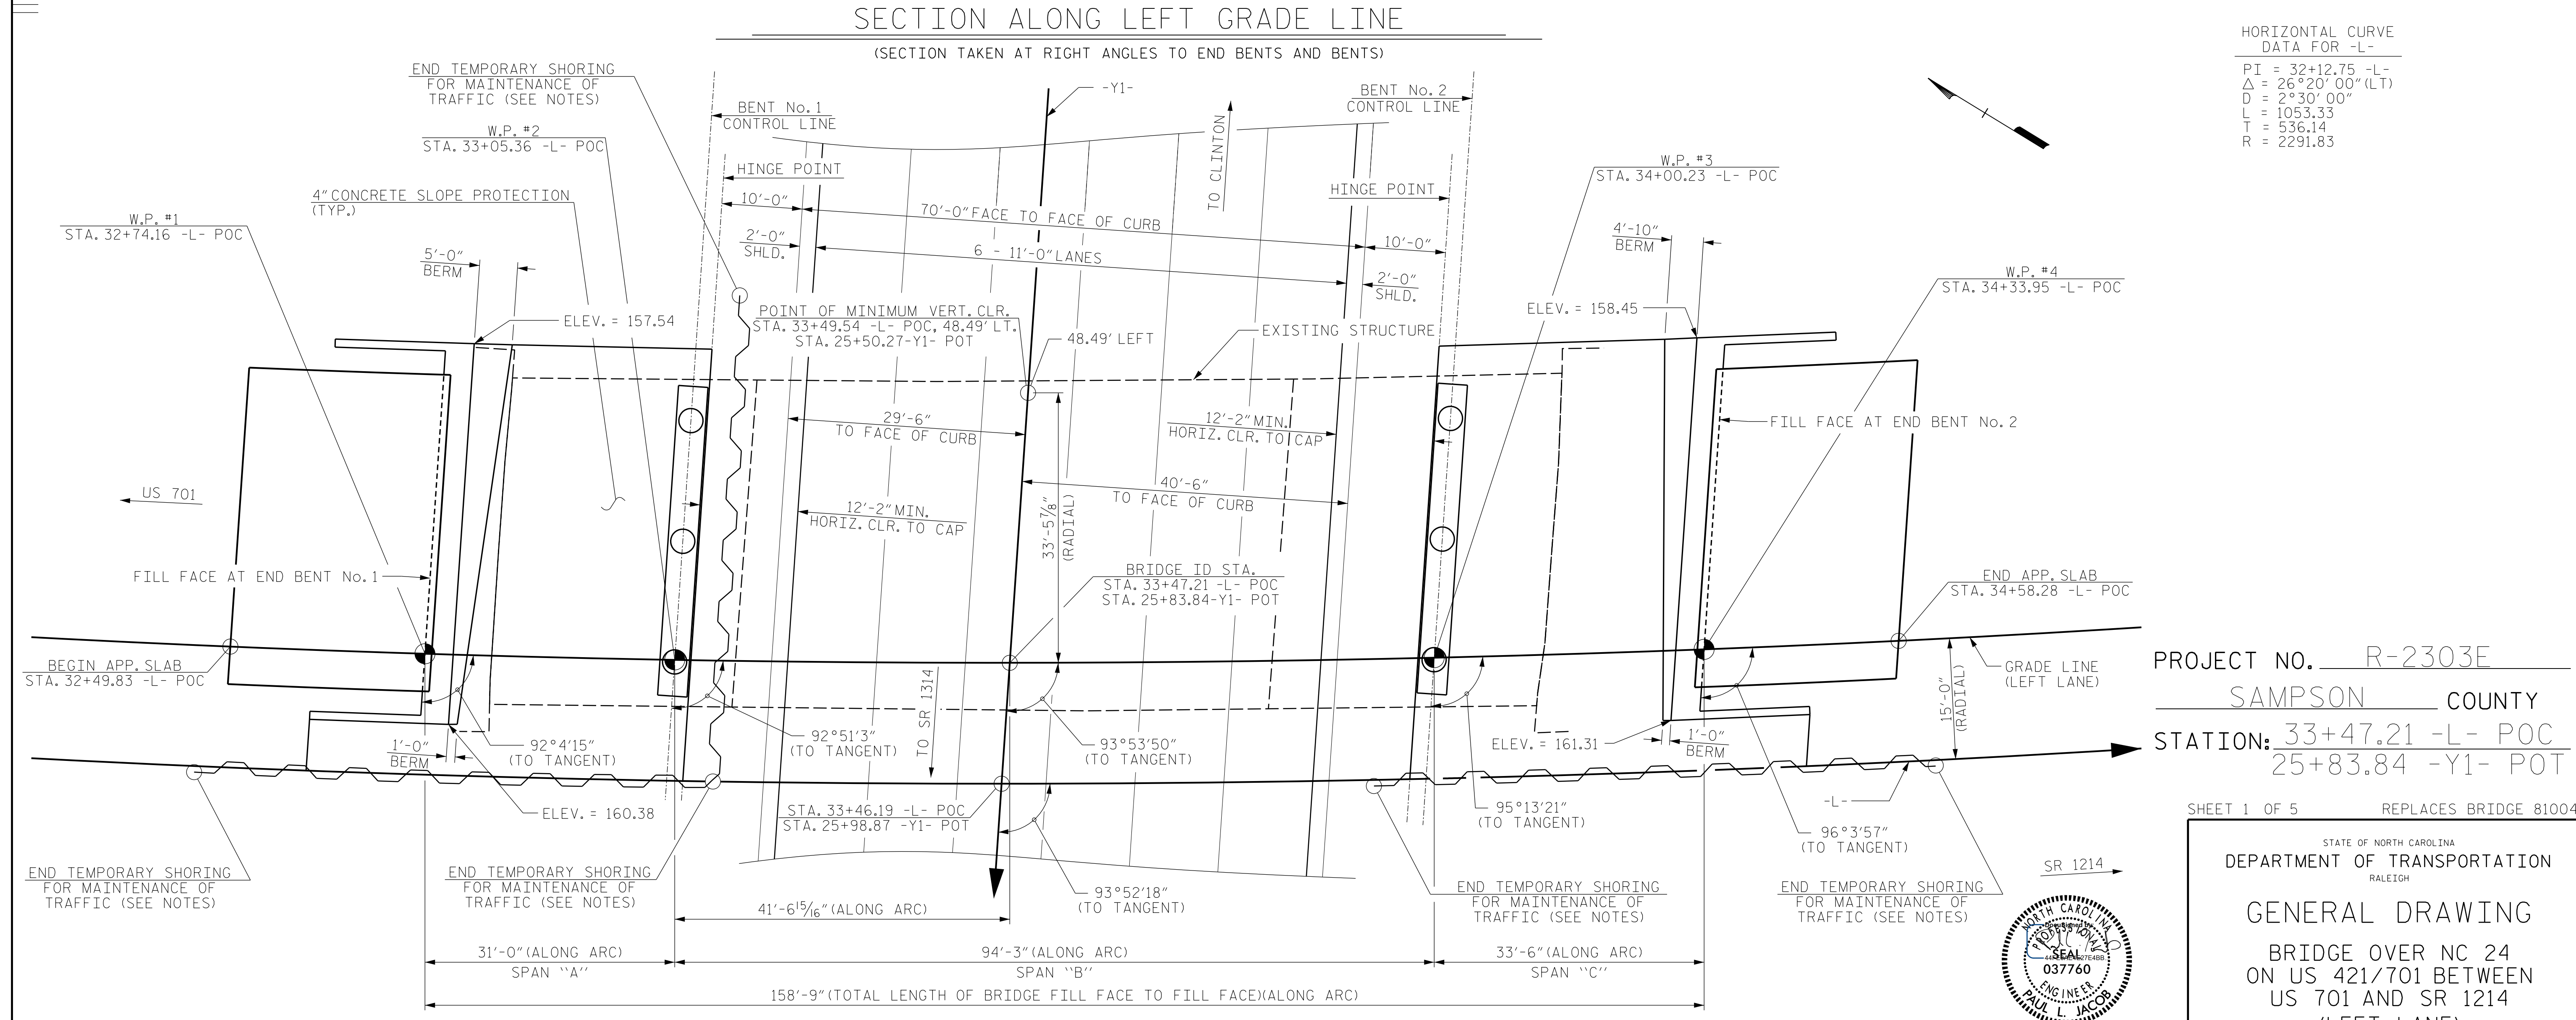 SECTION ALONG LEFT GRADE LINE
(SECTION TAKEN AT RIGHT ANGLES TO END BENTS AND BENTS)
HORIZONTAL CURVE
DATA FOR -L-
PI = 32+12.75 -L-
Δ = 26°20'00"(LT)
D = 2°30'00"
L = 1053.33
T = 536.14
R = 2291.83
END TEMPORARY SHORING
FOR MAINTENANCE OF
TRAFFIC (SEE NOTES)
W.P. #2
STA. 33+05.36 -L- POC
4" CONCRETE SLOPE PROTECTION
(TYP.)
W.P. #1
STA. 32+74.16 -L- POC
5'-0"
BERM
ELEV. = 157.54
BENT No. 1
CONTROL LINE
HINGE POINT
10'-0"
2'-0"
SHLD.
-Y1-
70'-0" FACE TO FACE OF CURB
6 - 11'-0" LANES
TO CLINTON
BENT No. 2
CONTROL LINE
HINGE POINT
10'-0"
2'-0"
SHLD.
W.P. #3
STA. 34+00.23 -L- POC
4'-10"
BERM
W.P. #4
STA. 34+33.95 -L- POC
ELEV. = 158.45
POINT OF MINIMUM VERT. CLR.
STA. 33+49.54 -L- POC, 48.49' LT.
STA. 25+50.27-Y1- POT
48.49' LEFT
EXISTING STRUCTURE
29'-6"
TO FACE OF CURB
12'-2" MIN.
HORIZ. CLR. TO CAP
FILL FACE AT END BENT No. 2
US 701
12'-2" MIN.
HORIZ. CLR. TO CAP
33'-5⅞"
(RADIAL)
40'-6"
TO FACE OF CURB
FILL FACE AT END BENT No. 1
BRIDGE ID STA.
STA. 33+47.21 -L- POC
STA. 25+83.84-Y1- POT
END APP. SLAB
STA. 34+58.28 -L- POC
BEGIN APP. SLAB
STA. 32+49.83 -L- POC
GRADE LINE
(LEFT LANE)
15'-0"
(RADIAL)
1'-0"
BERM
92°4'15"
(TO TANGENT)
92°51'3"
(TO TANGENT)
TO SR 1314
93°53'50"
(TO TANGENT)
ELEV. = 161.31
1'-0"
BERM
ELEV. = 160.38
STA. 33+46.19 -L- POC
STA. 25+98.87 -Y1- POT
95°13'21"
(TO TANGENT)
-L-
96°3'57"
(TO TANGENT)
END TEMPORARY SHORING
FOR MAINTENANCE OF
TRAFFIC (SEE NOTES)
END TEMPORARY SHORING
FOR MAINTENANCE OF
TRAFFIC (SEE NOTES)
93°52'18"
(TO TANGENT)
END TEMPORARY SHORING
FOR MAINTENANCE OF
TRAFFIC (SEE NOTES)
END TEMPORARY SHORING
FOR MAINTENANCE OF
TRAFFIC (SEE NOTES)
SR 1214
41'-6 15/16" (ALONG ARC)
31'-0" (ALONG ARC)
SPAN "A"
94'-3" (ALONG ARC)
SPAN "B"
33'-6" (ALONG ARC)
SPAN "C"
158'-9" (TOTAL LENGTH OF BRIDGE FILL FACE TO FILL FACE)(ALONG ARC)
PROJECT NO. R-2303E
SAMPSON COUNTY
STATION: 33+47.21 -L- POC
25+83.84 -Y1- POT
SHEET 1 OF 5 REPLACES BRIDGE 81004
STATE OF NORTH CAROLINA
DEPARTMENT OF TRANSPORTATION
RALEIGH
GENERAL DRAWING
BRIDGE OVER NC 24
ON US 421/701 BETWEEN
US 701 AND SR 1214
(LEFT LANE)
NORTH CAROLINA
PROFESSIONAL
SEAL
037760
ENGINEER
PAUL L. JACOB